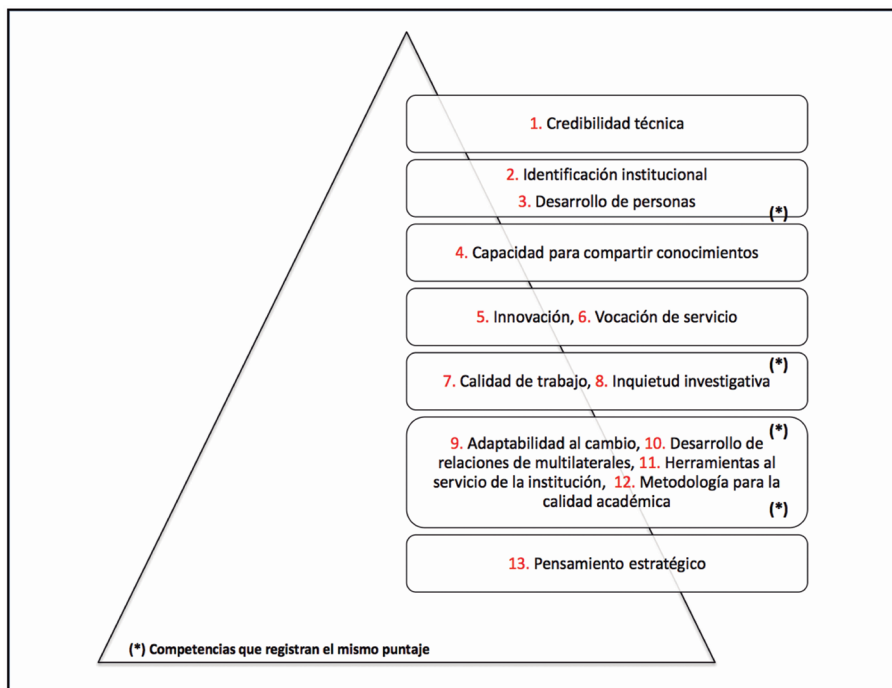 1. Credibilidad técnica
2. Identificación institucional
3. Desarrollo de personas
(*)
4. Capacidad para compartir conocimientos
5. Innovación, 6. Vocación de servicio
(*)
7. Calidad de trabajo, 8. Inquietud investigativa
(*)
9. Adaptabilidad al cambio, 10. Desarrollo de
relaciones de multilaterales, 11. Herramientas al
servicio de la institución, 12. Metodología para la
calidad académica
(*)
13. Pensamiento estratégico
(*) Competencias que registran el mismo puntaje